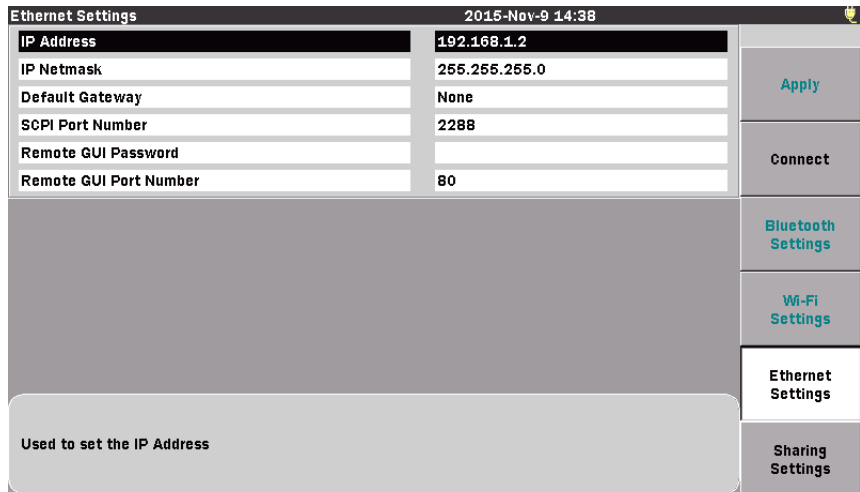 Ethernet Settings 2015-Nov-9 14:38
IP Address 192.168.1.2
IP Netmask 255.255.255.0
Default Gateway None
SCPI Port Number 2288
Remote GUI Password
Remote GUI Port Number 80
Used to set the IP Address
Apply
Connect
Bluetooth
Settings
Wi-Fi
Settings
Ethernet
Settings
Sharing
Settings